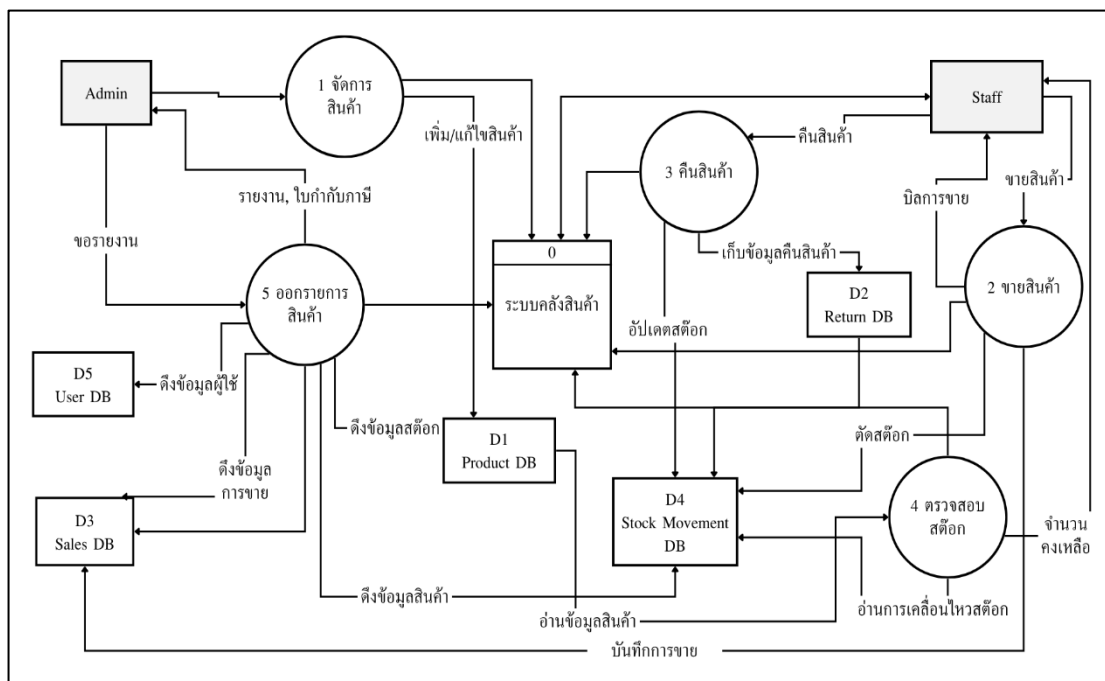 Admin
1 จัดการ
สินค้า
Staff
เพิ่ม/แก้ไขสินค้า
คืนสินค้า
3 คืนสินค้า
ขายสินค้า
บิลการขาย
รายงาน, ใบกำกับภาษี
ขอรายงาน
0
ระบบคลังสินค้า
เก็บข้อมูลคืนสินค้า
5 ออกรายการ
สินค้า
D2
Return DB
2 ขายสินค้า
อัปเดตสต๊อก
D5
User DB
ดึงข้อมูลผู้ใช้
ดึงข้อมูลสต๊อก
D1
Product DB
ตัดสต๊อก
ดึงข้อมูล
การขาย
D3
Sales DB
D4
Stock Movement
DB
4 ตรวจสอบ
สต๊อก
จำนวน
คงเหลือ
ดึงข้อมูลสินค้า
อ่านข้อมูลสินค้า
อ่านการเคลื่อนไหวสต๊อก
บันทึกการขาย